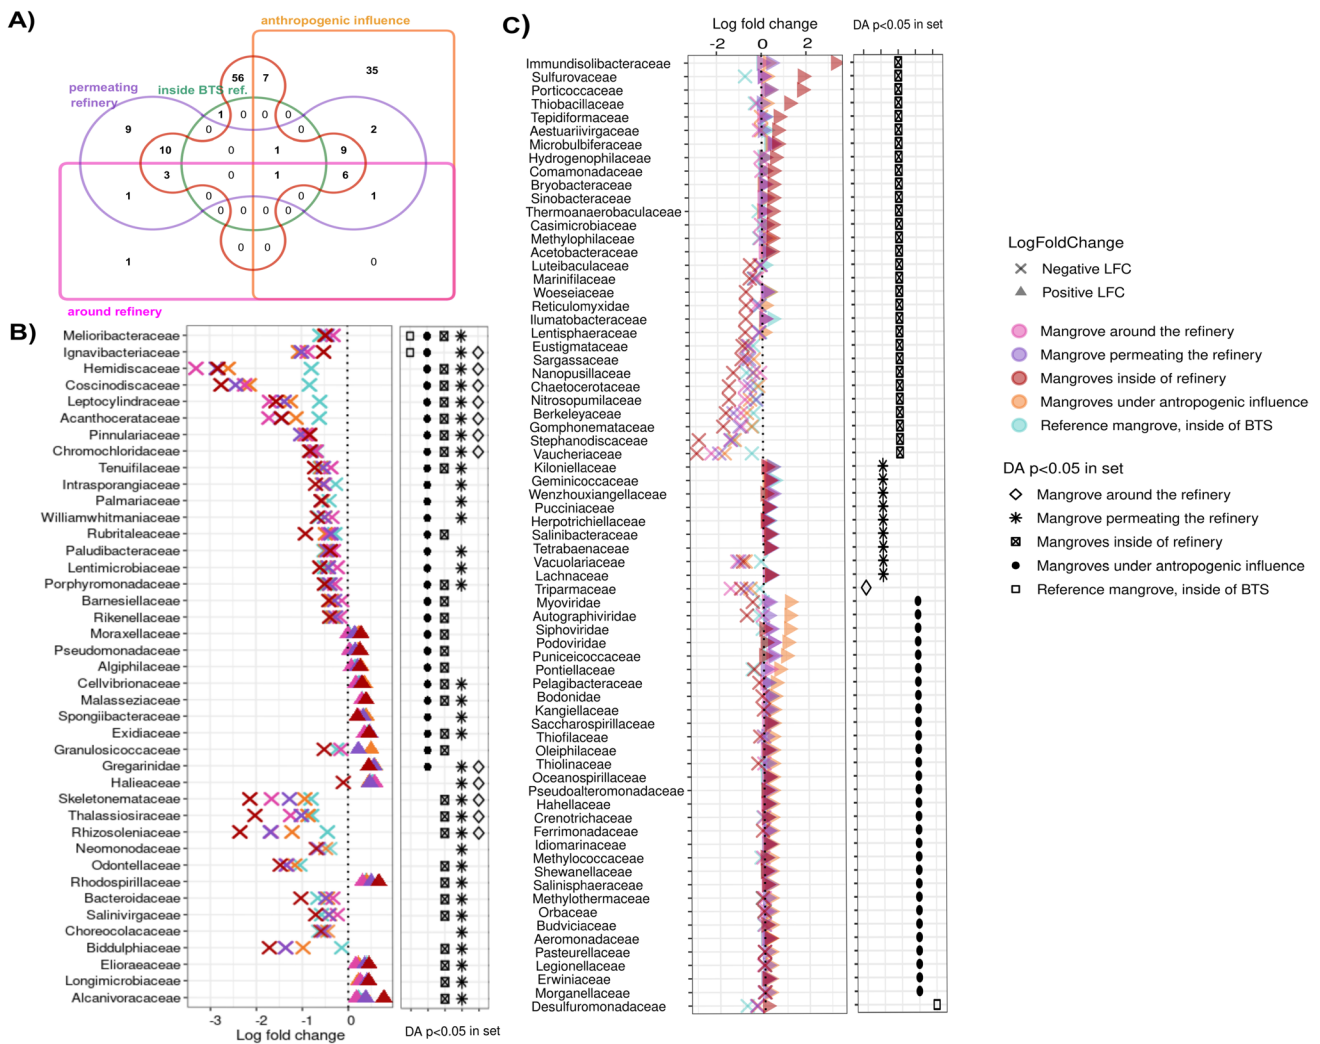 A)
anthropogenic influence
permeating
refinery
inside BTS ref.
around refinery
56 7 35
9 1 0 0 0 2
0 0
10 0 1 9
3 0 1 6
1 0 0 1
0 0 0 0 0 0
1 0 0 0
B)
Melioribacteraceae
Ignavibacteriaceae
Hemidiscaceae
Coscinodiscaceae
Leptocylindraceae
Acanthocerataceae
Pinnulariaceae
Chromochloridaceae
Tenuifilaceae
Intrasporangiaceae
Palmariaceae
Williamwhitmaniaceae
Rubritaleaceae
Paludibacteraceae
Lentimicrobiaceae
Porphyromonadaceae
Barnesiellaceae
Rikenellaceae
Moraxellaceae
Pseudomonadaceae
Algiphilaceae
Cellvibrionaceae
Malasseziaceae
Spongiibacteraceae
Exidiaceae
Granulosicoccaceae
Gregarinidae
Halieaceae
Skeletonemataceae
Thalassiosiraceae
Rhizosoleniaceae
Neomonodaceae
Odontellaceae
Rhodospirillaceae
Bacteroidaceae
Salinivirgaceae
Choreocolacaceae
Biddulphiaceae
Elioraeaceae
Longimicrobiaceae
Alcanivoracaceae
-3 -2 -1 0
Log fold change
DA p<0.05 in set
C)
Log fold change
DA p<0.05 in set
-2 0 2
Immundisolibacteraceae
Sulfurovaceae
Porticoccaceae
Thiobacillaceae
Tepidiformaceae
Aestuariivirgaceae
Microbulbiferaceae
Hydrogenophilaceae
Comamonadaceae
Bryobacteraceae
Sinobacteraceae
Thermoanaerobaculaceae
Casimicrobiaceae
Methylophilaceae
Acetobacteraceae
Luteibaculaceae
Marinifilaceae
Woeseiaceae
Reticulomyxidae
Ilumatobacteraceae
Lentisphaeraceae
Eustigmataceae
Sargassaceae
Nanopusillaceae
Chaetocerotaceae
Nitrosopumilaceae
Berkeleyaceae
Gomphonemataceae
Stephanodiscaceae
Vaucheriaceae
Kiloniellaceae
Geminicoccaceae
Wenzhouxiangellaceae
Pucciniaceae
Herpotrichiellaceae
Salinibacteraceae
Tetrabaenaceae
Vacuolariaceae
Lachnaceae
Triparmaceae
Myoviridae
Autographiviridae
Siphoviridae
Podoviridae
Puniceicoccaceae
Pontiellaceae
Pelagibacteraceae
Bodonidae
Kangiellaceae
Saccharospirillaceae
Thiofilaceae
Oleiphilaceae
Thiolinaceae
Oceanospirillaceae
Pseudoalteromonadaceae
Hahellaceae
Crenotrichaceae
Ferrimonadaceae
Idiomarinaceae
Methylococcaceae
Shewanellaceae
Salinisphaeraceae
Methylothermaceae
Orbaceae
Budviciaceae
Aeromonadaceae
Pasteurellaceae
Legionellaceae
Erwiniaceae
Morganellaceae
Desulfuromonadaceae
LogFoldChange
Negative LFC
Positive LFC
Mangrove around the refinery
Mangrove permeating the refinery
Mangroves inside of refinery
Mangroves under antropogenic influence
Reference mangrove, inside of BTS
DA p<0.05 in set
Mangrove around the refinery
Mangrove permeating the refinery
Mangroves inside of refinery
Mangroves under anthropogenic influence
Reference mangrove, inside of BTS